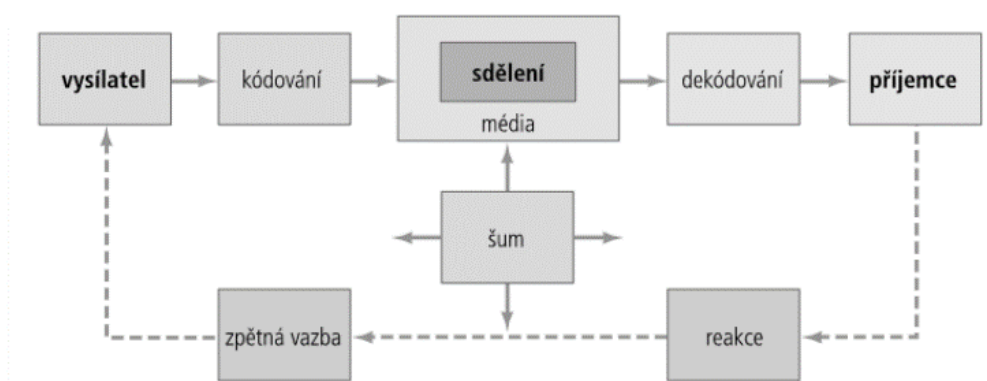 vysílatel
kódování
sdělení
média
dekódování
příjemce
šum
zpětná vazba
reakce